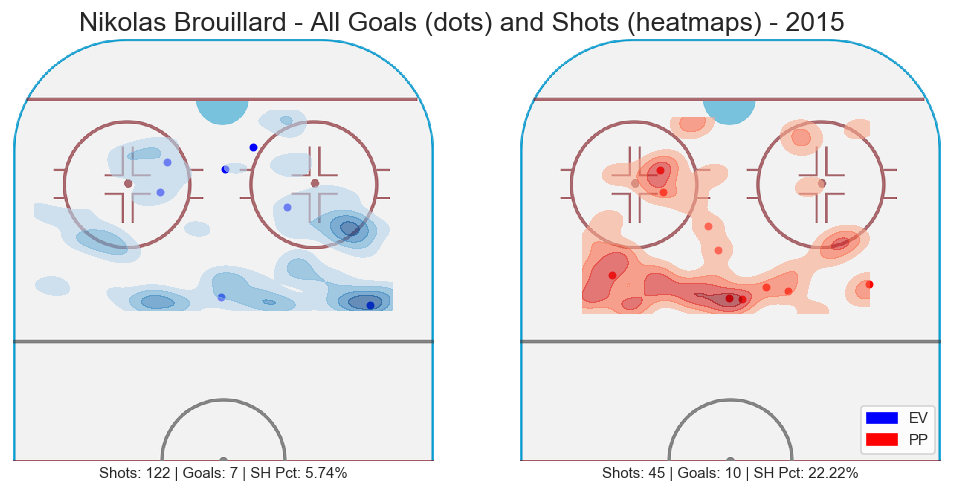 Nikolas Brouillard - All Goals (dots) and Shots (heatmaps) - 2015
EV
PP
Shots: 122 | Goals: 7 | SH Pct: 5.74%
Shots: 45 | Goals: 10 | SH Pct: 22.22%